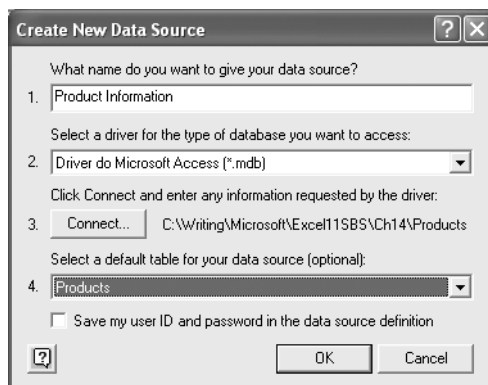 Create New Data Source
What name do you want to give your data source?
1. Product Information
Select a driver for the type of database you want to access:
2. Driver do Microsoft Access (*.mdb)
Click Connect and enter any information requested by the driver:
3. Connect... C:\Writing\Microsoft\Excel11SBS\Ch14\Products
Select a default table for your data source (optional):
4. Products
Save my user ID and password in the data source definition
OK Cancel